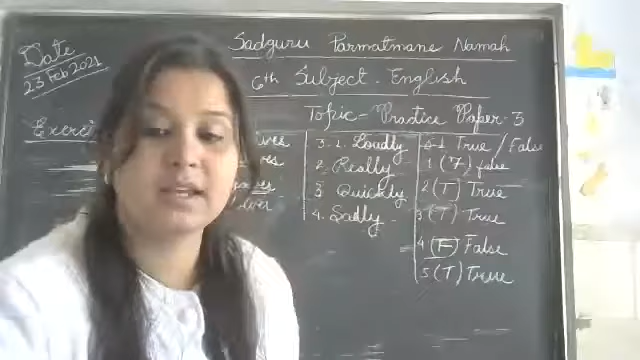 Date
23 Feb 2021
Sadguru Parmatmane Namah
6th Subject - English
Topic - Practice Paper - 3
3. 1. Loudly
2. Really
3 Quickly
4. Sadly
True / False
1 (F) false
2 (T) True
3 (T) True
4 (F) False
5 (T) True